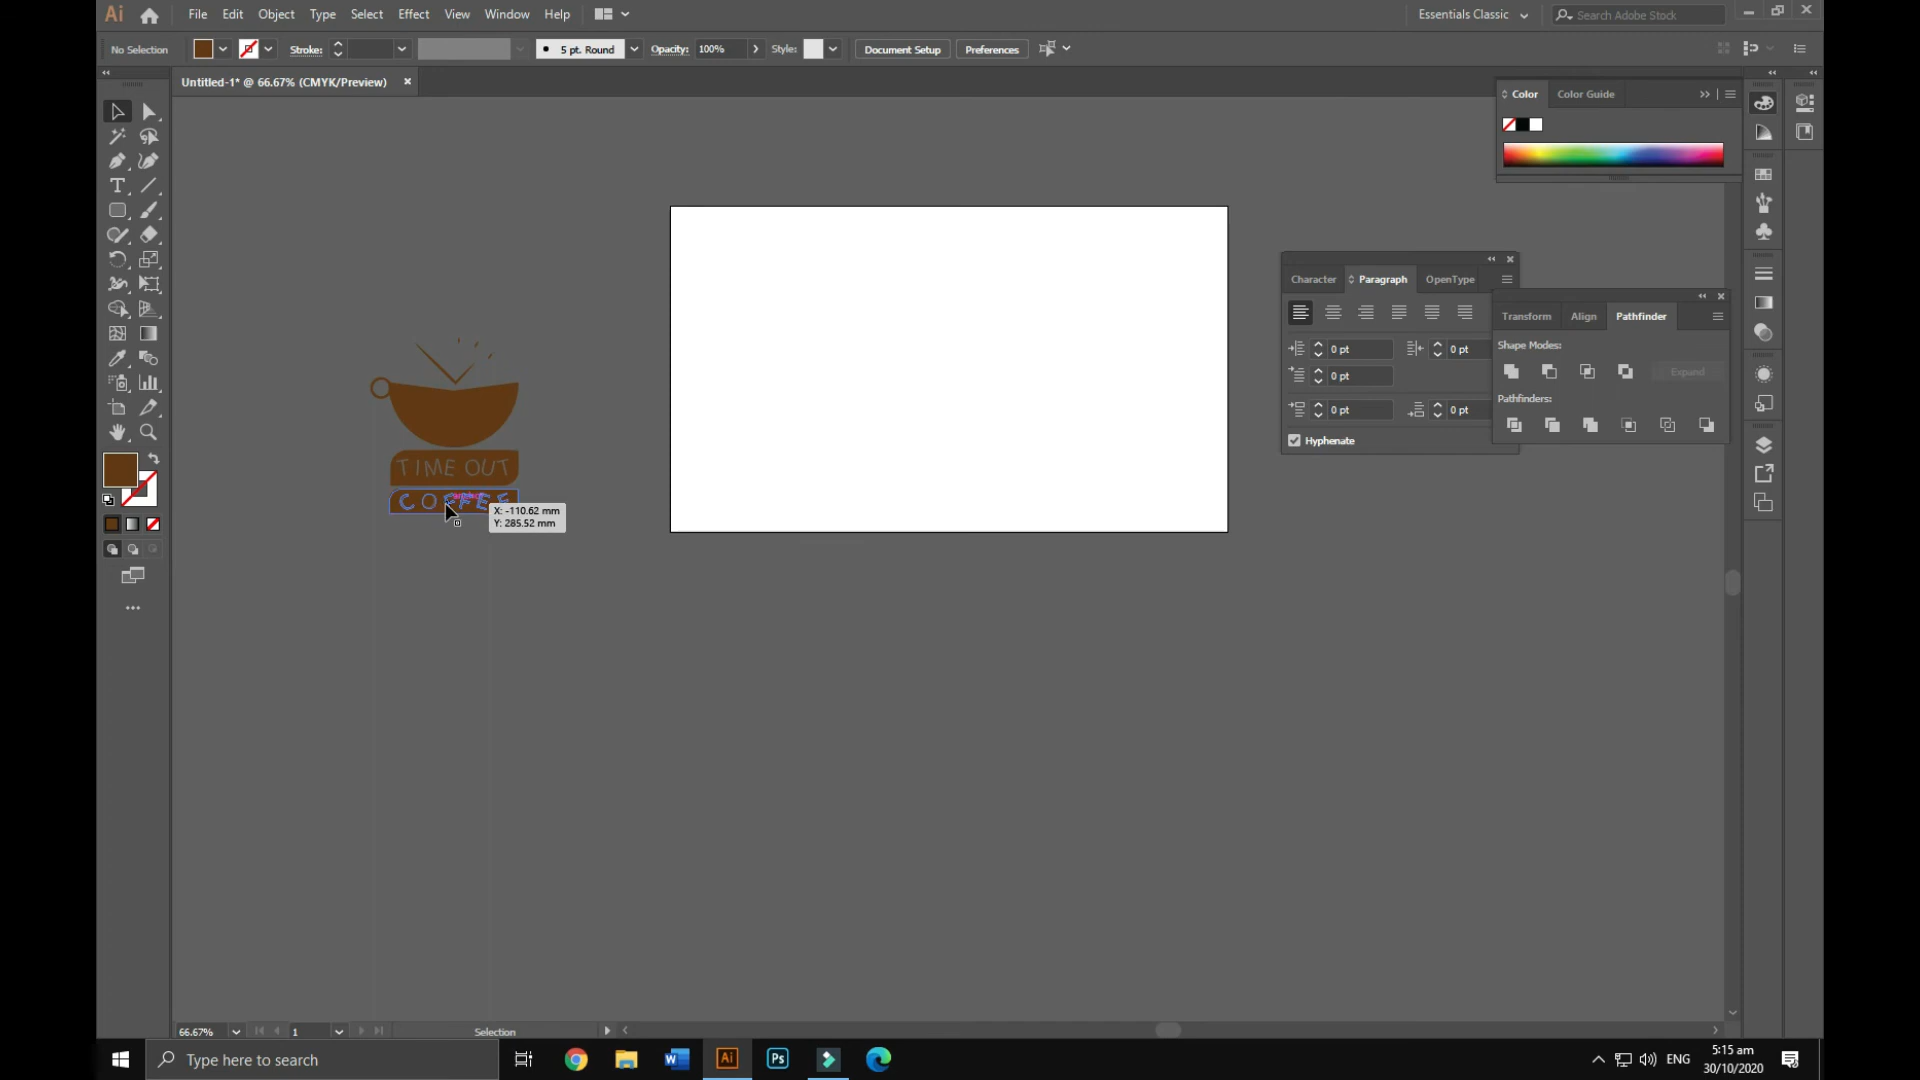 Ai File Edit Object Type Select Effect View Window Help Essentials Classic Search Adobe Stock
No Selection Stroke: 5 pt. Round Opacity: 100% Style: Document Setup Preferences
Untitled-1* @ 66.67% (CMYK/Preview)
Color Color Guide
Character Paragraph OpenType
0 pt 0 pt
0 pt
0 pt 0 pt
Hyphenate
Transform Align Pathfinder
Shape Modes:
Expand
Pathfinders:
TIME OUT
COFFEE
X: -110.62 mm
Y: 285.52 mm
66.67% 1 Selection
Type here to search
W Ai Ps
ENG
5:15 am
30/10/2020